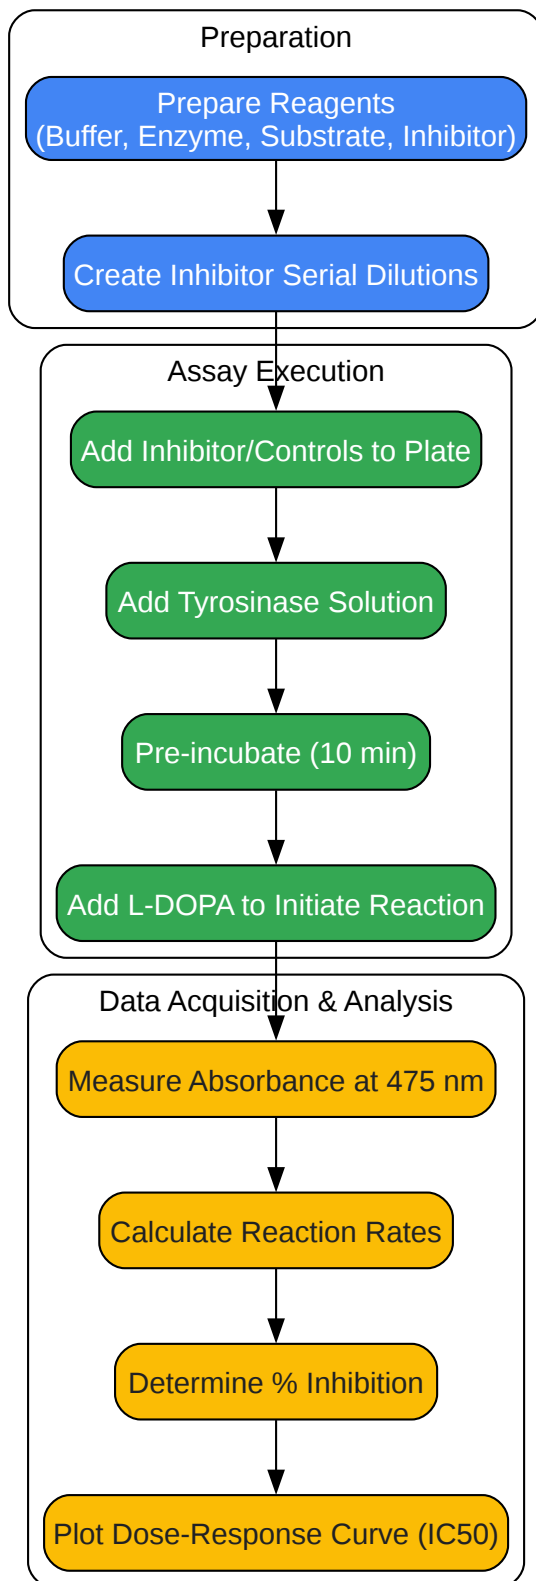 Preparation
Prepare Reagents
(Buffer, Enzyme, Substrate, Inhibitor)
Create Inhibitor Serial Dilutions
Assay Execution
Add Inhibitor/Controls to Plate
Add Tyrosinase Solution
Pre-incubate (10 min)
Add L-DOPA to Initiate Reaction
Data Acquisition & Analysis
Measure Absorbance at 475 nm
Calculate Reaction Rates
Determine % Inhibition
Plot Dose-Response Curve (IC50)